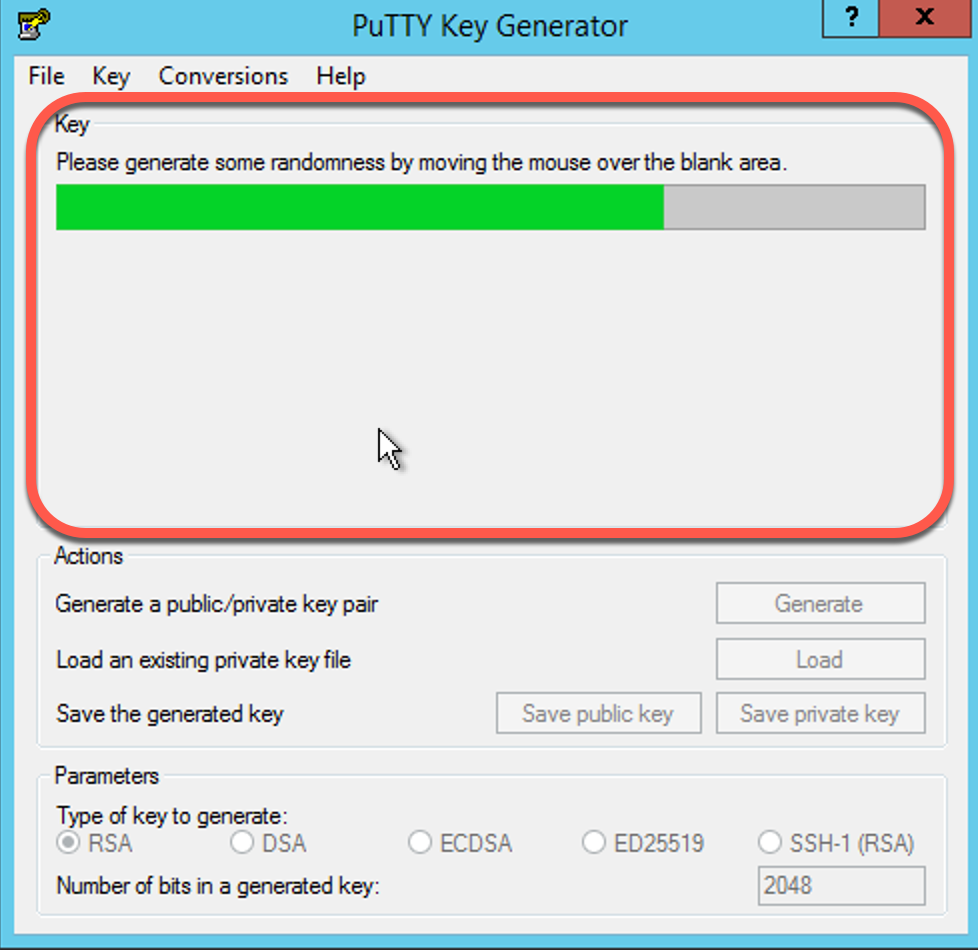 PuTTY Key Generator
? X
File Key Conversions Help
Key
Please generate some randomness by moving the mouse over the blank area.
Actions
Generate a public/private key pair
Generate
Load an existing private key file
Load
Save the generated key
Save public key
Save private key
Parameters
Type of key to generate:
RSA DSA ECDSA ED25519 SSH-1 (RSA)
Number of bits in a generated key:
2048